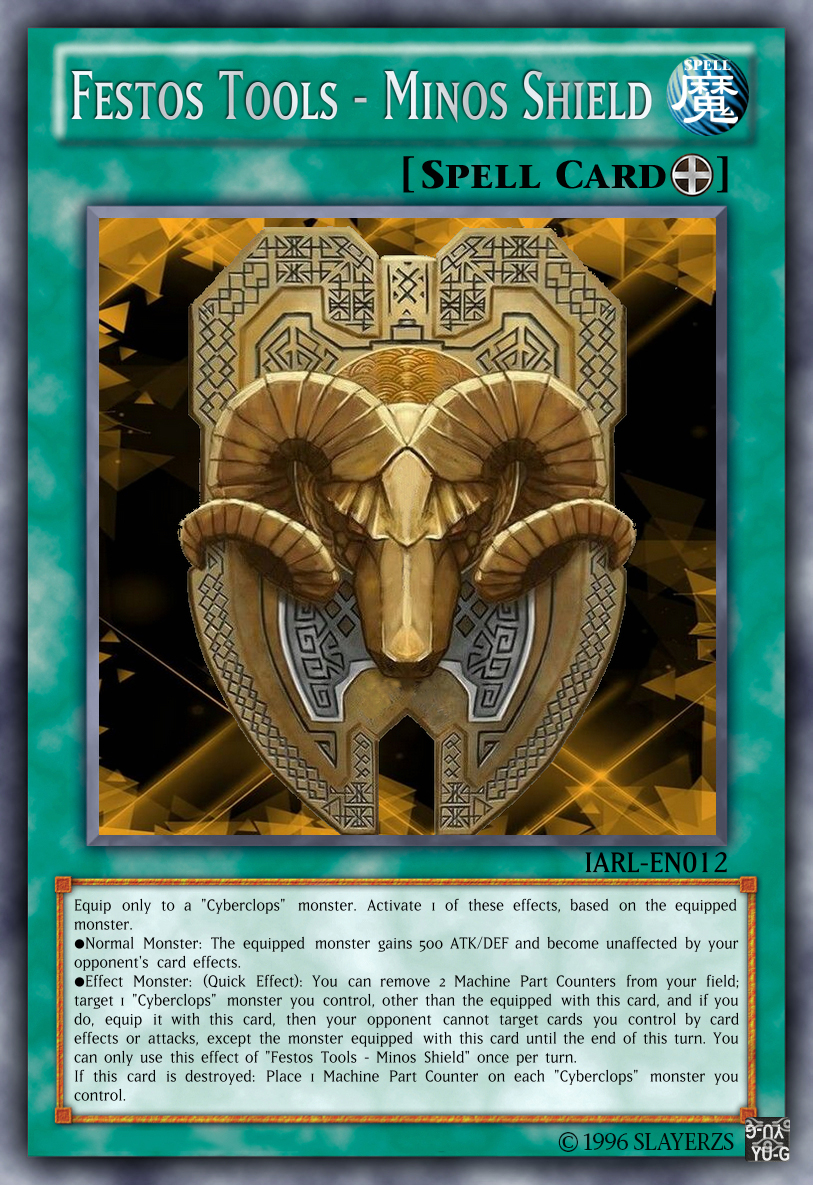 Festos Tools - Minos Shield
SPELL
魔
[Spell Card]
IARL-EN012
Equip only to a "Cyberclops" monster. Activate 1 of these effects, based on the equipped
monster.
●Normal Monster: The equipped monster gains 500 ATK/DEF and become unaffected by your
opponent's card effects.
●Effect Monster: (Quick Effect): You can remove 2 Machine Part Counters from your field;
target 1 "Cyberclops" monster you control, other than the equipped with this card, and if you
do, equip it with this card, then your opponent cannot target cards you control by card
effects or attacks, except the monster equipped with this card until the end of this turn. You
can only use this effect of "Festos Tools - Minos Shield" once per turn.
If this card is destroyed: Place 1 Machine Part Counter on each "Cyberclops" monster you
control.
© 1996 SLAYERZS
YU-G
YU-G